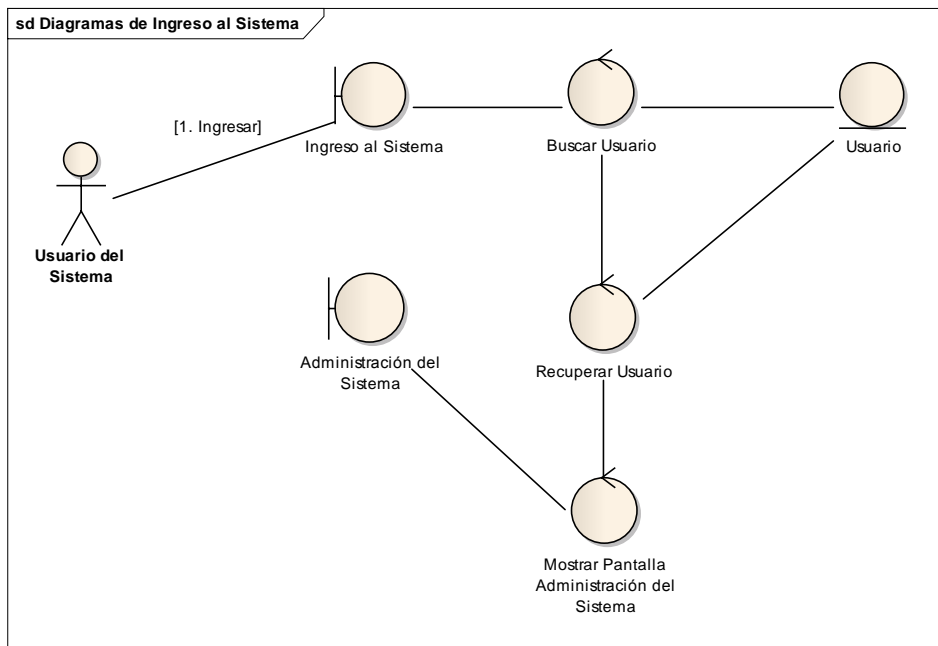 sd Diagramas de Ingreso al Sistema
[1. Ingresar]
Ingreso al Sistema
Buscar Usuario
Usuario
Usuario del
Sistema
Administración del
Sistema
Recuperar Usuario
Mostrar Pantalla
Administración del
Sistema